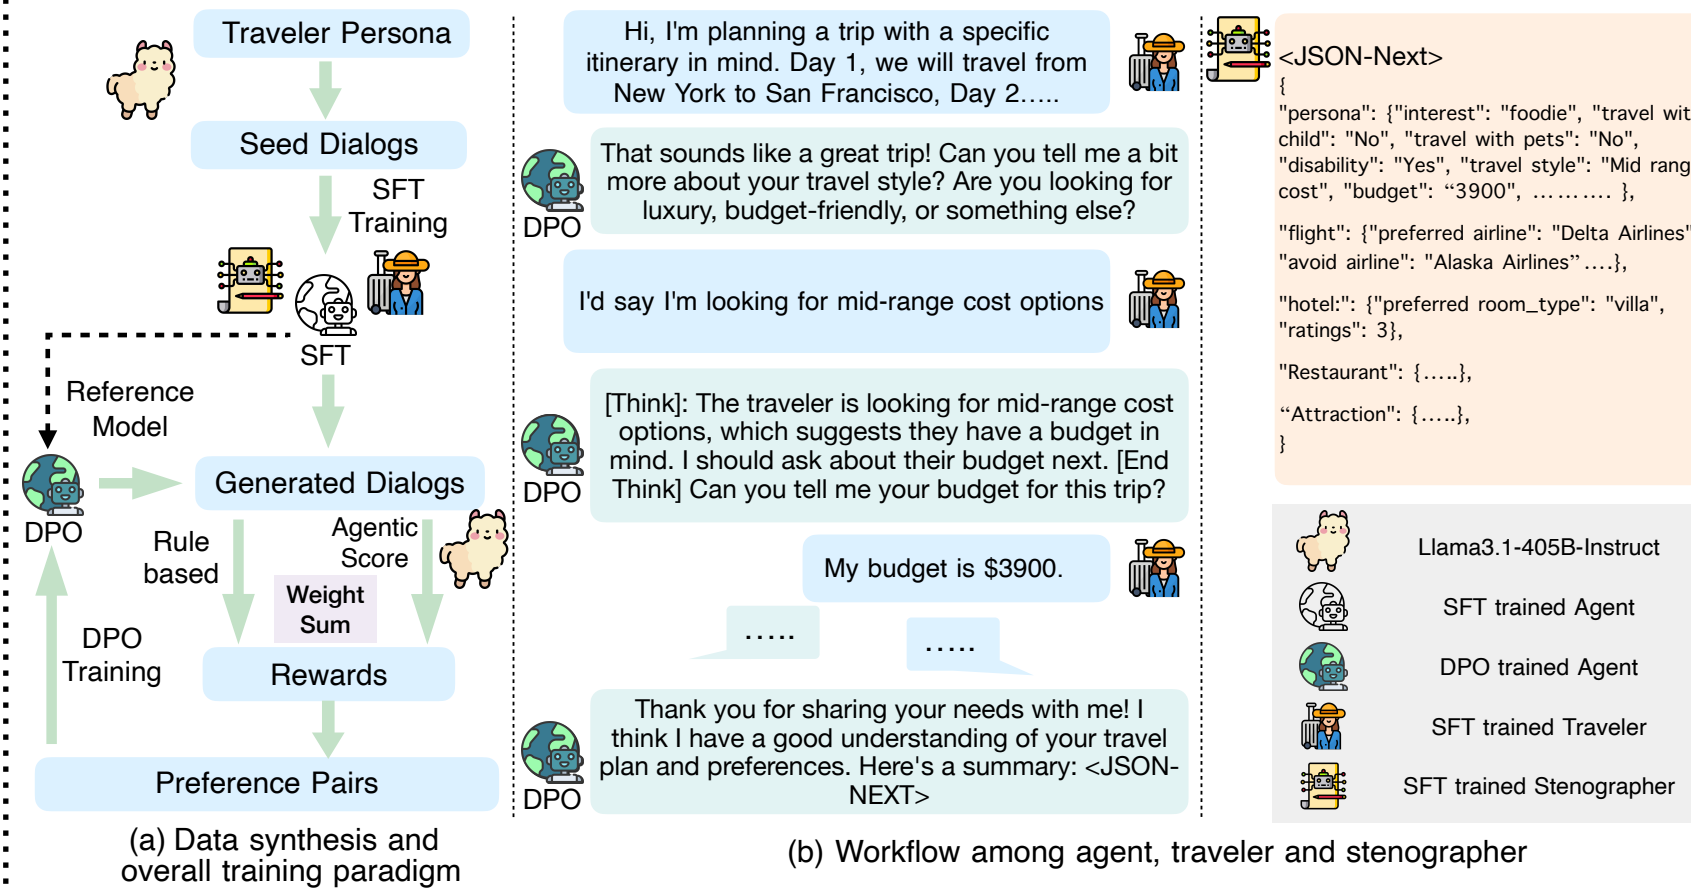 Traveler Persona
Seed Dialogs
SFT
Training
SFT
Reference
Model
Generated Dialogs
DPO
Rule
based
Agentic
Score
Weight
Sum
DPO
Training
Rewards
Preference Pairs
(a) Data synthesis and
overall training paradigm
Hi, I'm planning a trip with a specific
itinerary in mind. Day 1, we will travel from
New York to San Francisco, Day 2.....
That sounds like a great trip! Can you tell me a bit
more about your travel style? Are you looking for
luxury, budget-friendly, or something else?
DPO
I'd say I'm looking for mid-range cost options
[Think]: The traveler is looking for mid-range cost
options, which suggests they have a budget in
mind. I should ask about their budget next. [End
Think] Can you tell me your budget for this trip?
DPO
My budget is $3900.
.....
.....
Thank you for sharing your needs with me! I
think I have a good understanding of your travel
plan and preferences. Here's a summary: <JSON-
NEXT>
DPO
(b) Workflow among agent, traveler and stenographer
<JSON-Next>
{
"persona": {"interest": "foodie", "travel wit
child": "No", "travel with pets": "No",
"disability": "Yes", "travel style": "Mid rang
cost", "budget": “3900", ………. },
"flight": {"preferred airline": "Delta Airlines"
"avoid airline": "Alaska Airlines” ….},
"hotel:": {"preferred room_type": "villa",
"ratings": 3},
"Restaurant": {…..},
“Attraction": {…..},
}
Llama3.1-405B-Instruct
SFT trained Agent
DPO trained Agent
SFT trained Traveler
SFT trained Stenographer